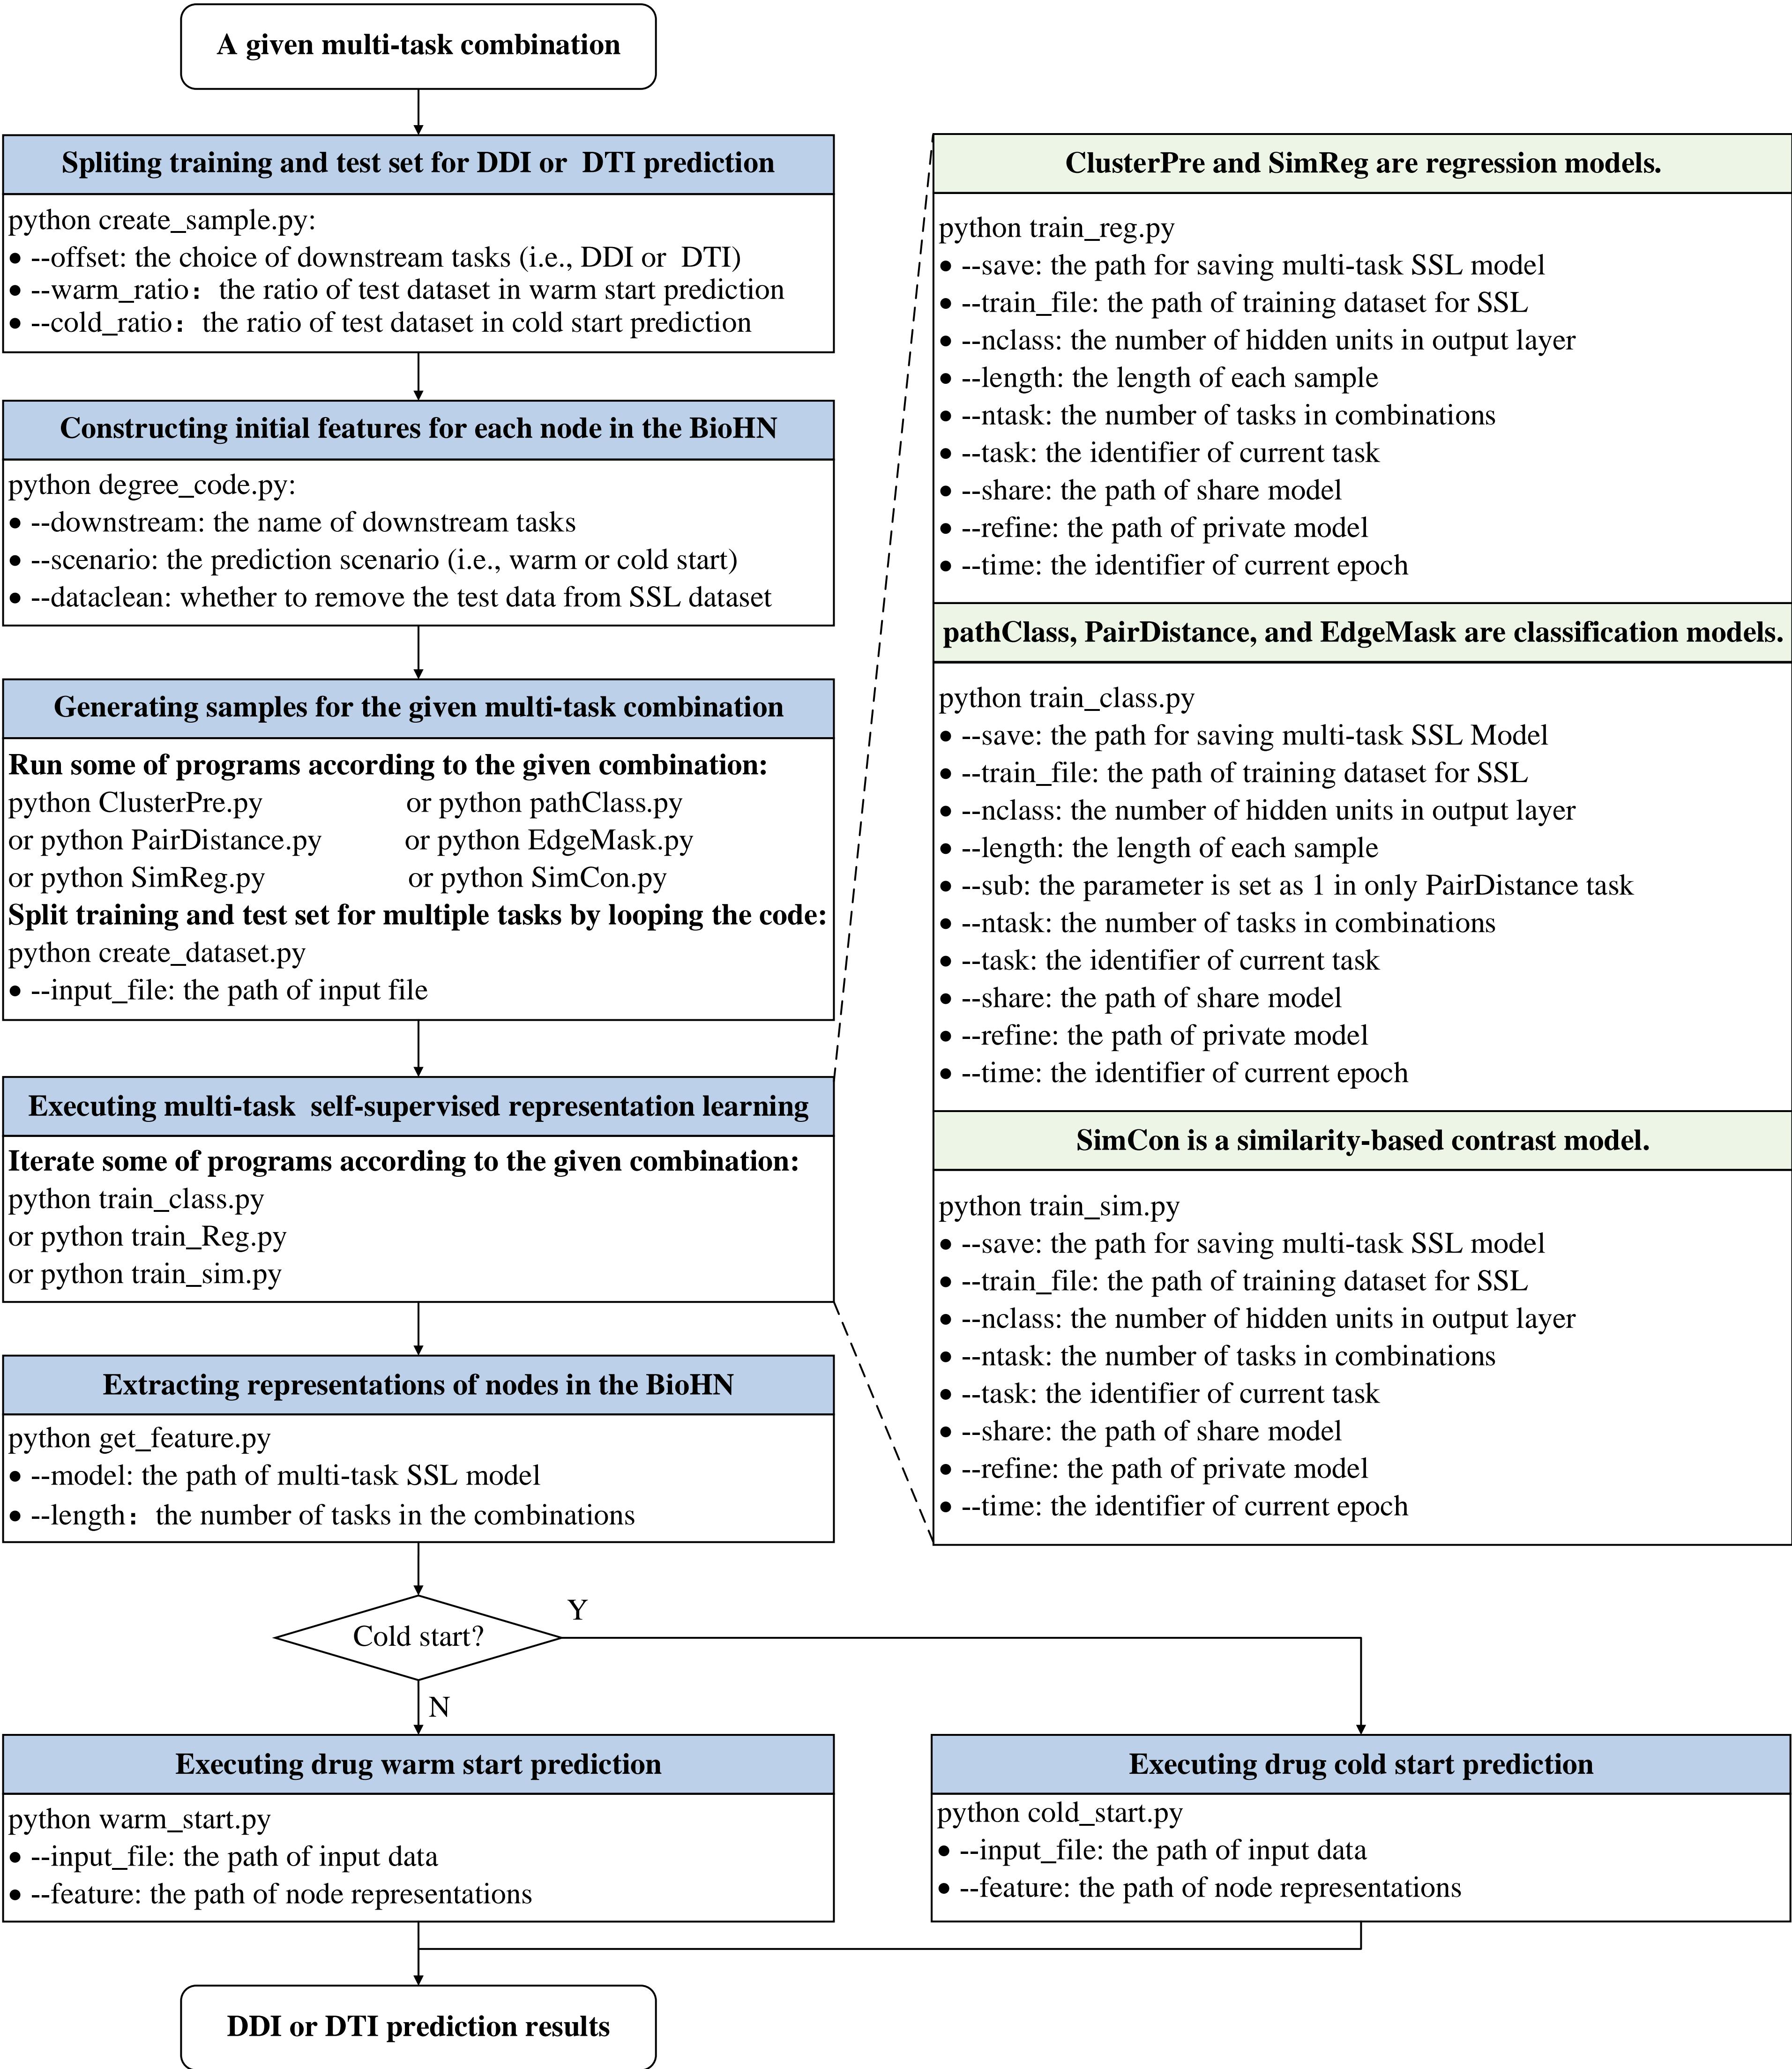 A given multi-task combination
Spliting training and test set for DDI or DTI prediction
python create_sample.py:
• --offset: the choice of downstream tasks (i.e., DDI or DTI)
• --warm_ratio：the ratio of test dataset in warm start prediction
• --cold_ratio：the ratio of test dataset in cold start prediction
Constructing initial features for each node in the BioHN
python degree_code.py:
• --downstream: the name of downstream tasks
• --scenario: the prediction scenario (i.e., warm or cold start)
• --dataclean: whether to remove the test data from SSL dataset
Generating samples for the given multi-task combination
Run some of programs according to the given combination:
python ClusterPre.py or python pathClass.py
or python PairDistance.py or python EdgeMask.py
or python SimReg.py or python SimCon.py
Split training and test set for multiple tasks by looping the code:
python create_dataset.py
• --input_file: the path of input file
Executing multi-task self-supervised representation learning
Iterate some of programs according to the given combination:
python train_class.py
or python train_Reg.py
or python train_sim.py
ClusterPre and SimReg are regression models.
python train_reg.py
• --save: the path for saving multi-task SSL model
• --train_file: the path of training dataset for SSL
• --nclass: the number of hidden units in output layer
• --length: the length of each sample
• --ntask: the number of tasks in combinations
• --task: the identifier of current task
• --share: the path of share model
• --refine: the path of private model
• --time: the identifier of current epoch
pathClass, PairDistance, and EdgeMask are classification models.
python train_class.py
• --save: the path for saving multi-task SSL Model
• --train_file: the path of training dataset for SSL
• --nclass: the number of hidden units in output layer
• --length: the length of each sample
• --sub: the parameter is set as 1 in only PairDistance task
• --ntask: the number of tasks in combinations
• --task: the identifier of current task
• --share: the path of share model
• --refine: the path of private model
• --time: the identifier of current epoch
SimCon is a similarity-based contrast model.
python train_sim.py
• --save: the path for saving multi-task SSL model
• --train_file: the path of training dataset for SSL
• --nclass: the number of hidden units in output layer
• --ntask: the number of tasks in combinations
• --task: the identifier of current task
• --share: the path of share model
• --refine: the path of private model
• --time: the identifier of current epoch
Extracting representations of nodes in the BioHN
python get_feature.py
• --model: the path of multi-task SSL model
• --length：the number of tasks in the combinations
Cold start?
Y
N
Executing drug warm start prediction
python warm_start.py
• --input_file: the path of input data
• --feature: the path of node representations
Executing drug cold start prediction
python cold_start.py
• --input_file: the path of input data
• --feature: the path of node representations
DDI or DTI prediction results